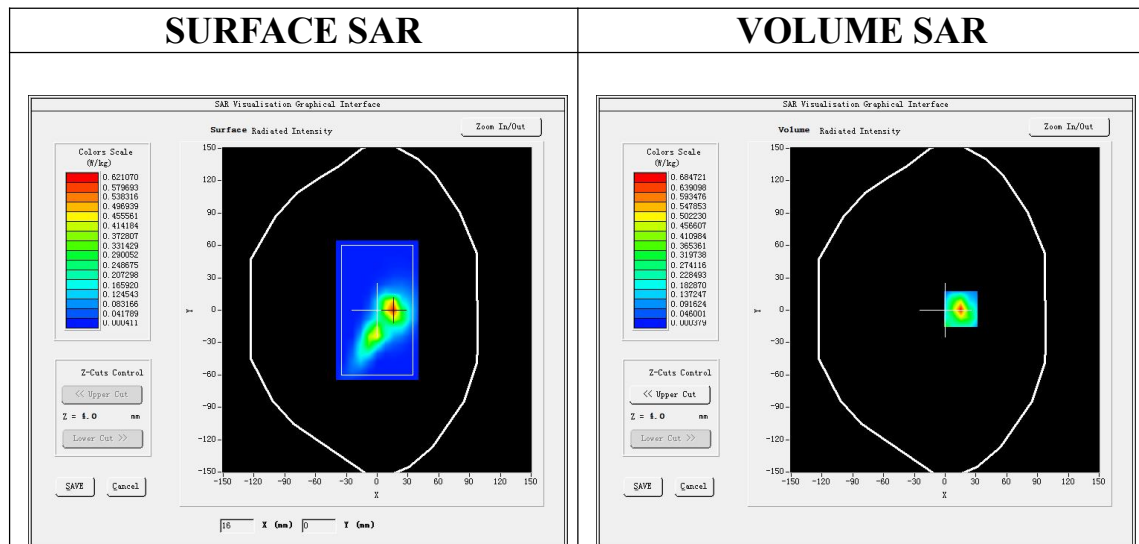 SURFACE SAR
VOLUME SAR
SAR Visualisation Graphical Interface
Surface Radiated Intensity
Zoom In/Out
Colors Scale
(W/kg)
0.621070
0.579693
0.538316
0.496939
0.455561
0.414184
0.372807
0.331429
0.290052
0.248675
0.207298
0.165920
0.124543
0.083166
0.041789
0.000411
150
120
90
60
30
0
-30
-60
-90
-120
-150
Y
-150 -120 -90 -60 -30 0 30 60 90 120 150
X
Z-Cuts Control
<< Upper Cut
Z = 4.0 mm
Lower Cut >>
SAVE
Cancel
16 X (mm) 0 Y (mm)
SAR Visualisation Graphical Interface
Volume Radiated Intensity
Zoom In/Out
Colors Scale
(W/kg)
0.684721
0.639098
0.593476
0.547853
0.502230
0.456607
0.410984
0.365361
0.319738
0.274116
0.228493
0.182870
0.137247
0.091624
0.046001
0.000379
150
120
90
60
30
0
-30
-60
-90
-120
-150
Y
-150 -120 -90 -60 -30 0 30 60 90 120 150
X
Z-Cuts Control
<< Upper Cut
Z = 4.0 mm
Lower Cut >>
SAVE
Cancel